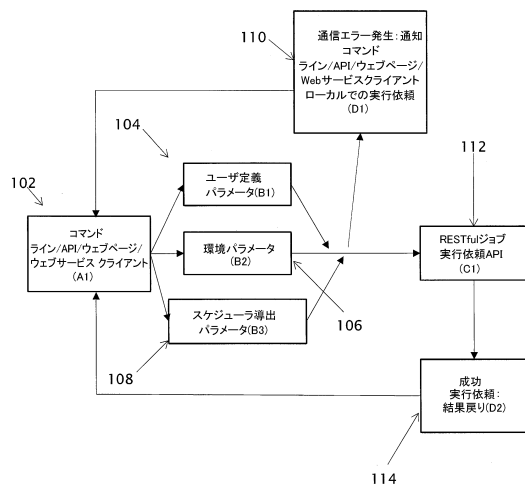 110
通信エラー発生:通知
コマンド
ライン/API/ウェブページ/
Webサービスクライアント
ローカルでの実行依頼
(D1)
104
112
102
ユーザ定義
パラメータ(B1)
コマンド
ライン/API/ウェブページ/
ウェブサービス クライアント
(A1)
環境パラメータ
(B2)
RESTfulジョブ
実行依頼API
(C1)
106
スケジューラ導出
パラメータ(B3)
108
成功
実行依頼:
結果戻り(D2)
114